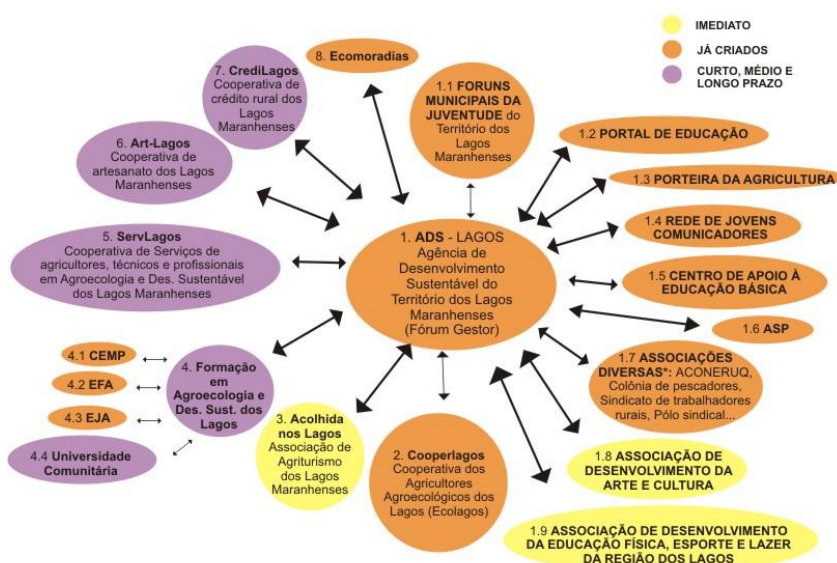 IMEDIATO
JÁ CRIADOS
CURTO, MÉDIO E
LONGO PRAZO
8. Ecomoradias
7. CrediLagos
Cooperativa de
crédito rural dos
Lagos
Maranhenses
1.1 FORUNS
MUNICIPAIS DA
JUVENTUDE do
Território dos
Lagos
Maranhenses
1.2 PORTAL DE EDUCAÇÃO
6. Art-Lagos
Cooperativa de
artesanato dos Lagos
Maranhenses
1.3 PORTEIRA DA AGRICULTURA
1.4 REDE DE JOVENS
COMUNICADORES
5. ServLagos
Cooperativa de Serviços de
agricultores, técnicos e profissionais
em Agroecologia e Des. Sustentável
dos Lagos Maranhenses
1. ADS - LAGOS
Agência de
Desenvolvimento
Sustentável do
Território dos Lagos
Maranhenses
(Fórum Gestor)
1.5 CENTRO DE APOIO À
EDUCAÇÃO BÁSICA
1.6 ASP
4.1 CEMP
4.2 EFA
4.3 EJA
4.4 Universidade
Comunitária
4. Formação
em
Agroecologia e
Des. Sust. dos
Lagos
1.7 ASSOCIAÇÕES
DIVERSAS*: ACONERUQ,
Colônia de pescadores,
Sindicato de trabalhadores
rurais, Pólo sindical...
3. Acolhida
nos Lagos
Associação de
Agriturismo
dos Lagos
Maranhenses
2. Cooperlagos
Cooperativa dos
Agricultores
Agroecológicos dos
Lagos (Ecolagos)
1.8 ASSOCIAÇÃO DE
DESENVOLVIMENTO DA
ARTE E CULTURA
1.9 ASSOCIAÇÃO DE DESENVOLVIMENTO
DA EDUCAÇÃO FÍSICA, ESPORTE E LAZER
DA REGIÃO DOS LAGOS